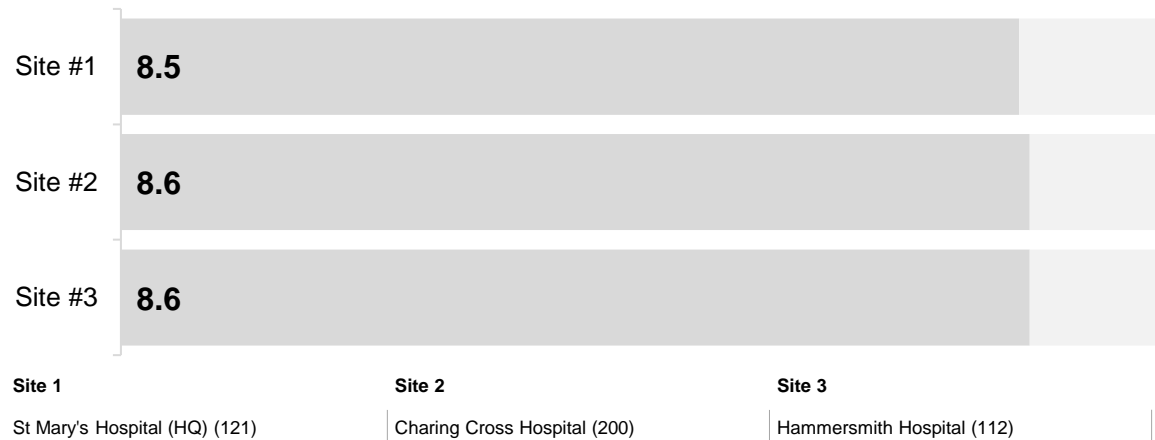 Site #1 8.5
Site #2 8.6
Site #3 8.6
Site 1 Site 2 Site 3
St Mary's Hospital (HQ) (121) Charing Cross Hospital (200) Hammersmith Hospital (112)